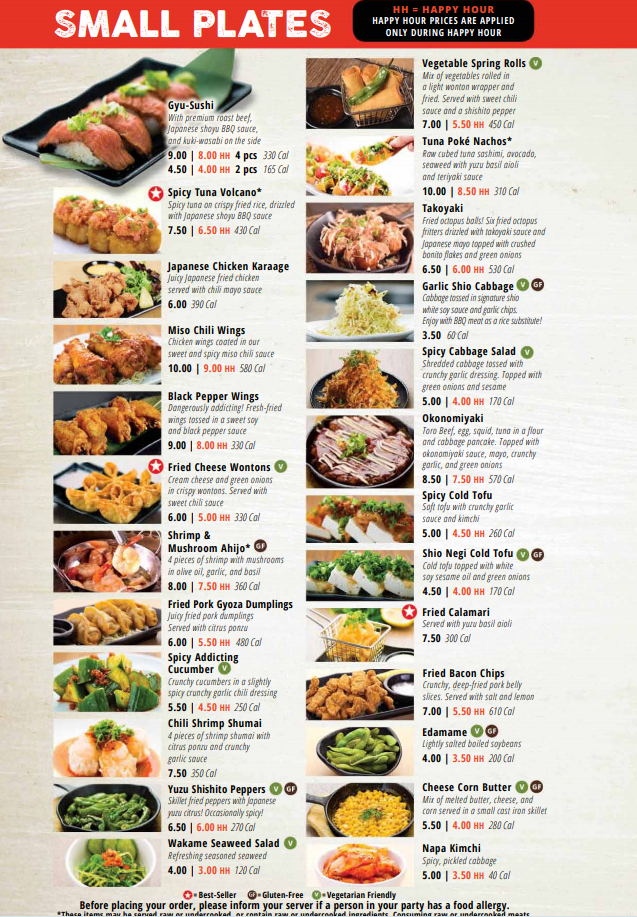 SMALL PLATES
HH = HAPPY HOUR
HAPPY HOUR PRICES ARE APPLIED
ONLY DURING HAPPY HOUR
Gyu-Sushi
With premium roast beef,
Japanese shoyu BBQ sauce,
and kuki-wasabi on the side
9.00 | 8.00 HH 4 pcs 330 Cal
4.50 | 4.00 HH 2 pcs 165 Cal
Spicy Tuna Volcano*
Spicy tuna on crispy fried rice, drizzled
with Japanese shoyu BBQ sauce
7.50 | 6.50 HH 430 Cal
Japanese Chicken Karaage
Juicy Japanese fried chicken
served with chili mayo sauce
6.00 390 Cal
Miso Chili Wings
Chicken wings coated in our
sweet and spicy miso chili sauce
10.00 | 9.00 HH 580 Cal
Black Pepper Wings
Dangerously addicting! Fresh-fried
wings tossed in a sweet soy
and black pepper sauce
9.00 | 8.00 HH 330 Cal
Fried Cheese Wontons V
Cream cheese and green onions
in crispy wontons. Served with
sweet chili sauce
6.00 | 5.00 HH 330 Cal
Shrimp &
Mushroom Ahijo* GF
4 pieces of shrimp with mushrooms
in olive oil, garlic, and basil
8.00 | 7.50 HH 360 Cal
Fried Pork Gyoza Dumplings
Juicy fried pork dumplings
Served with citrus ponzu
6.00 | 5.50 HH 480 Cal
Spicy Addicting
Cucumber V
Crunchy cucumbers in a slightly
spicy crunchy garlic chili dressing
5.50 | 4.50 HH 250 Cal
Chili Shrimp Shumai
4 pieces of shrimp shumai with
citrus ponzu and crunchy
garlic sauce
7.50 350 Cal
Yuzu Shishito Peppers V GF
Skillet fried peppers with Japanese
yuzu citrus! Occasionally spicy!
6.50 | 6.00 HH 270 Cal
Wakame Seaweed Salad V
Refreshing seasoned seaweed
4.00 | 3.00 HH 120 Cal
Vegetable Spring Rolls V
Mix of vegetables rolled in
a light wonton wrapper and
fried. Served with sweet chili
sauce and a shishito pepper
7.00 | 5.50 HH 450 Cal
Tuna Poké Nachos*
Raw cubed tuna sashimi, avocado,
seaweed with yuzu basil aioli
and teriyaki sauce
10.00 | 8.50 HH 310 Cal
Takoyaki
Fried octopus balls! Six fried octopus
fritters drizzled with takoyaki sauce and
Japanese mayo topped with crushed
bonito flakes and green onions
6.50 | 6.00 HH 530 Cal
Garlic Shio Cabbage V GF
Cabbage tossed in signature shio
white soy sauce and garlic chips.
Enjoy with BBQ meat as a rice substitute!
3.50 60 Cal
Spicy Cabbage Salad V
Shredded cabbage tossed with
crunchy garlic dressing. Topped with
green onions and sesame
5.00 | 4.00 HH 170 Cal
Okonomiyaki
Toro Beef, egg, squid, tuna in a flour
and cabbage pancake. Topped with
okonomiyaki sauce, mayo, crunchy
garlic, and green onions
8.50 | 7.50 HH 570 Cal
Spicy Cold Tofu
Soft tofu with crunchy garlic
sauce and kimchi
5.00 | 4.50 HH 260 Cal
Shio Negi Cold Tofu V GF
Cold tofu topped with white
soy sesame oil and green onions
4.50 | 4.00 HH 170 Cal
Fried Calamari
Served with yuzu basil aioli
7.50 300 Cal
Fried Bacon Chips
Crunchy, deep-fried pork belly
slices. Served with salt and lemon
7.00 | 5.50 HH 610 Cal
Edamame V GF
Lightly salted boiled soybeans
4.00 | 3.50 HH 200 Cal
Cheese Corn Butter V GF
Mix of melted butter, cheese, and
corn served in a small cast iron skillet
5.50 | 4.00 HH 280 Cal
Napa Kimchi
Spicy, pickled cabbage
5.00 | 3.50 HH 40 Cal
= Best-Seller GF = Gluten-Free V = Vegetarian Friendly
Before placing your order, please inform your server if a person in your party has a food allergy.
*These items may be served raw or undercooked, or contain raw or undercooked ingredients. Consuming raw or undercooked meats,